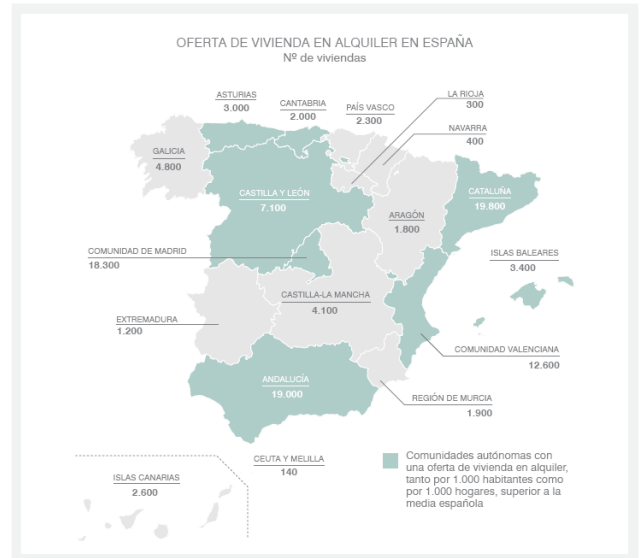 OFERTA DE VIVIENDA EN ALQUILER EN ESPAÑA
Nº de viviendas
ASTURIAS
3.000
CANTABRIA
2.000
PAÍS VASCO
2.300
LA RIOJA
300
NAVARRA
400
GALICIA
4.800
CASTILLA Y LEÓN
7.100
ARAGÓN
1.800
CATALUÑA
19.800
COMUNIDAD DE MADRID
18.300
ISLAS BALEARES
3.400
CASTILLA-LA MANCHA
4.100
EXTREMADURA
1.200
COMUNIDAD VALENCIANA
12.600
ANDALUCÍA
19.000
REGIÓN DE MURCIA
1.900
CEUTA Y MELILLA
140
ISLAS CANARIAS
2.600
Comunidades autónomas con
una oferta de vivienda en alquiler,
tanto por 1.000 habitantes como
por 1.000 hogares, superior a la
media española